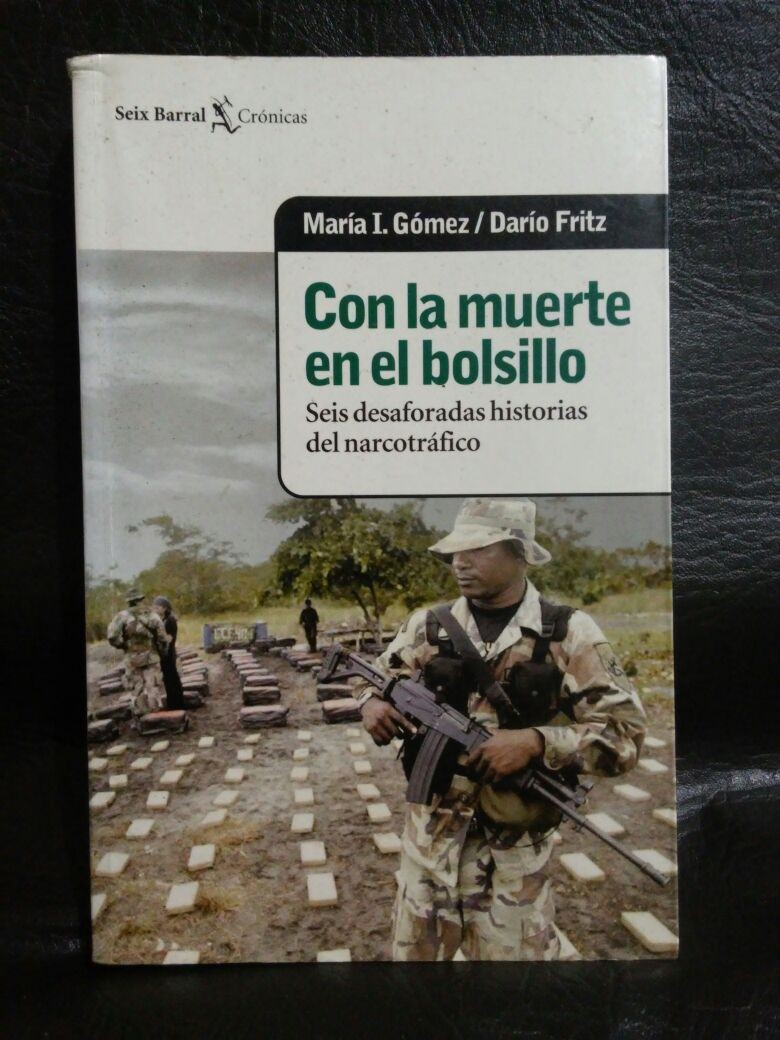 Seix Barral Crónicas
María I. Gómez / Darío Fritz
Con la muerte
en el bolsillo
Seis desaforadas historias
del narcotráfico